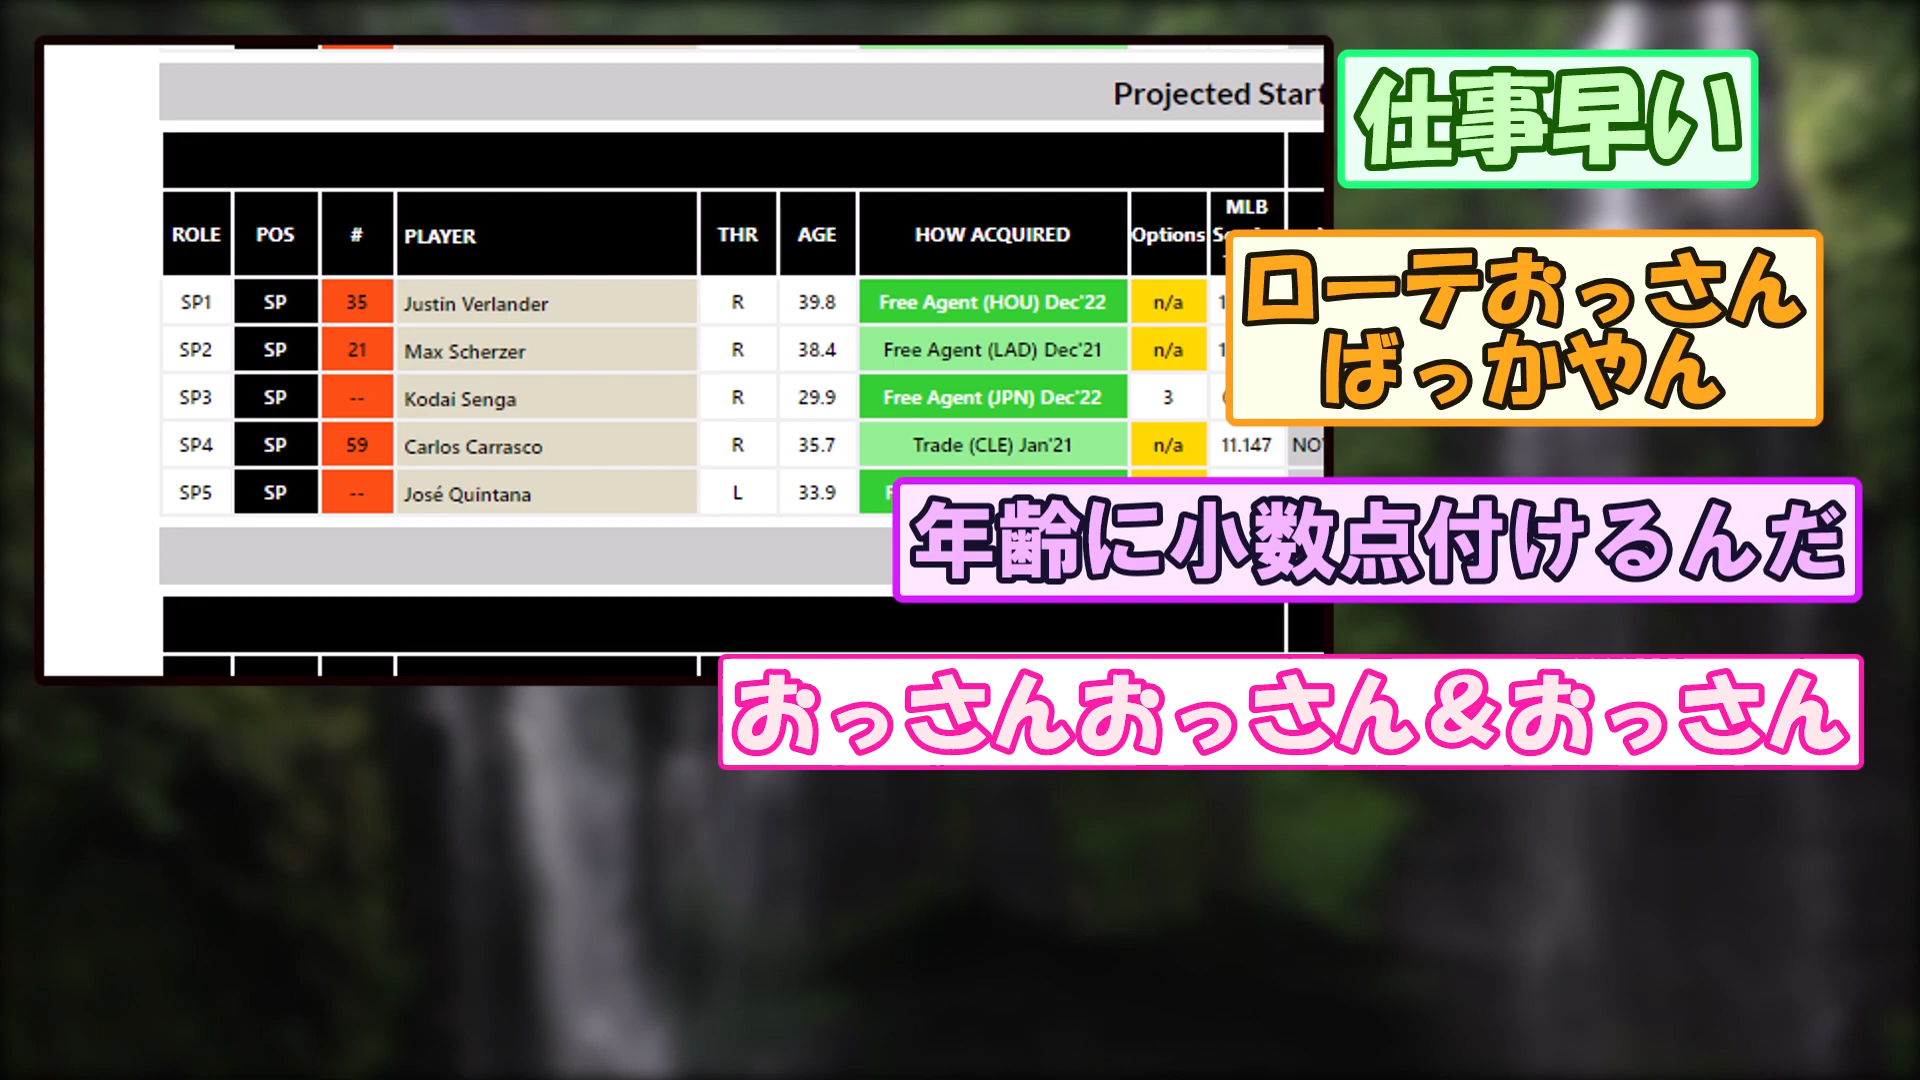 Projected Start
ROLE POS # PLAYER THR AGE HOW ACQUIRED Options MLB
SP1 SP 35 Justin Verlander R 39.8 Free Agent (HOU) Dec'22 n/a
SP2 SP 21 Max Scherzer R 38.4 Free Agent (LAD) Dec'21 n/a
SP3 SP -- Kodai Senga R 29.9 Free Agent (JPN) Dec'22 3
SP4 SP 59 Carlos Carrasco R 35.7 Trade (CLE) Jan'21 n/a 11.147 NO
SP5 SP -- José Quintana L 33.9
仕事早い
ローテおっさん
ばっかやん
年齢に小数点付けるんだ
おっさんおっさん＆おっさん